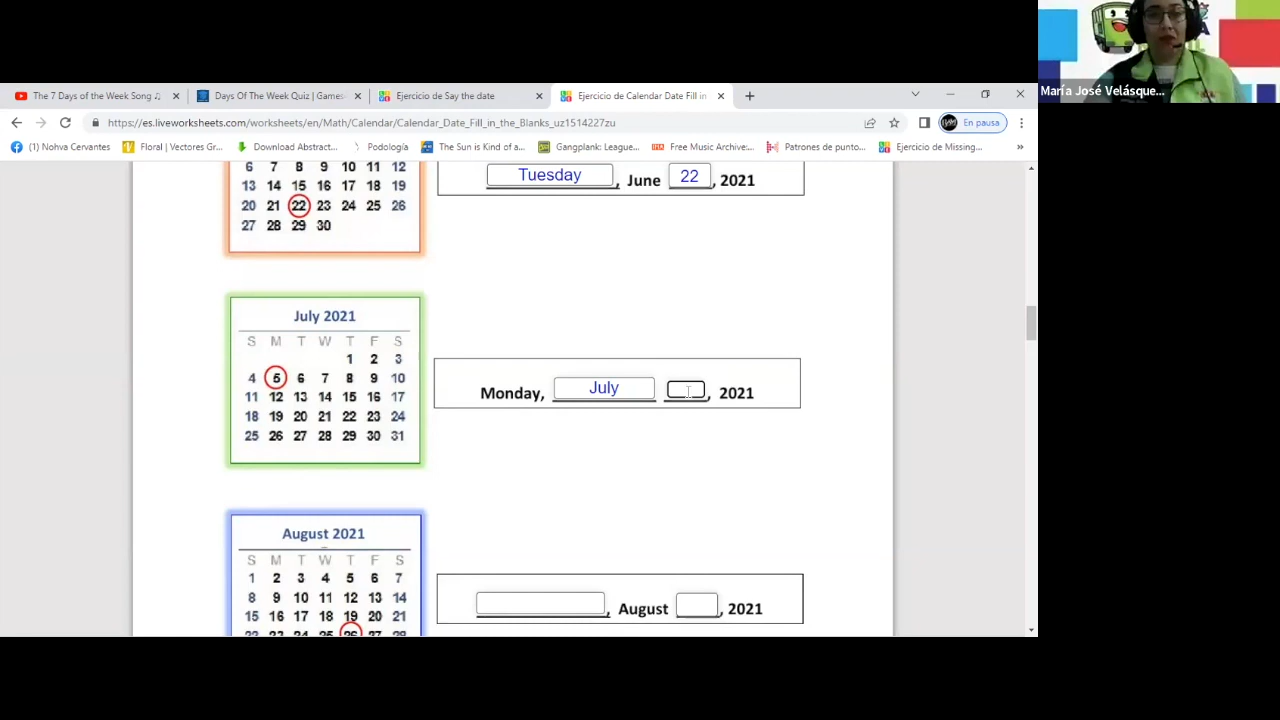 María José Velásque...
The 7 Days of the Week Song ♫
Days Of The Week Quiz | Games-
Ejercicio de Say the date
Ejercicio de Calendar Date Fill in
https://es.liveworksheets.com/worksheets/en/Math/Calendar/Calendar_Date_Fill_in_the_Blanks_uz1514227zu
En pausa
(1) Nohva Cervantes
Floral | Vectores Gr...
Download Abstract...
Podología
The Sun is Kind of a...
Gangplank: League...
Free Music Archive:...
Patrones de punto...
Ejercicio de Missing...
»
6 7 8 9 10 11 12
13 14 15 16 17 18 19
20 21 22 23 24 25 26
27 28 29 30
Tuesday, June 22, 2021
July 2021
S M T W T F S
1 2 3
4 5 6 7 8 9 10
11 12 13 14 15 16 17
18 19 20 21 22 23 24
25 26 27 28 29 30 31
Monday, July , 2021
August 2021
S M T W T F S
1 2 3 4 5 6 7
8 9 10 11 12 13 14
15 16 17 18 19 20 21
22 23 24 25 26 27 28
, August , 2021